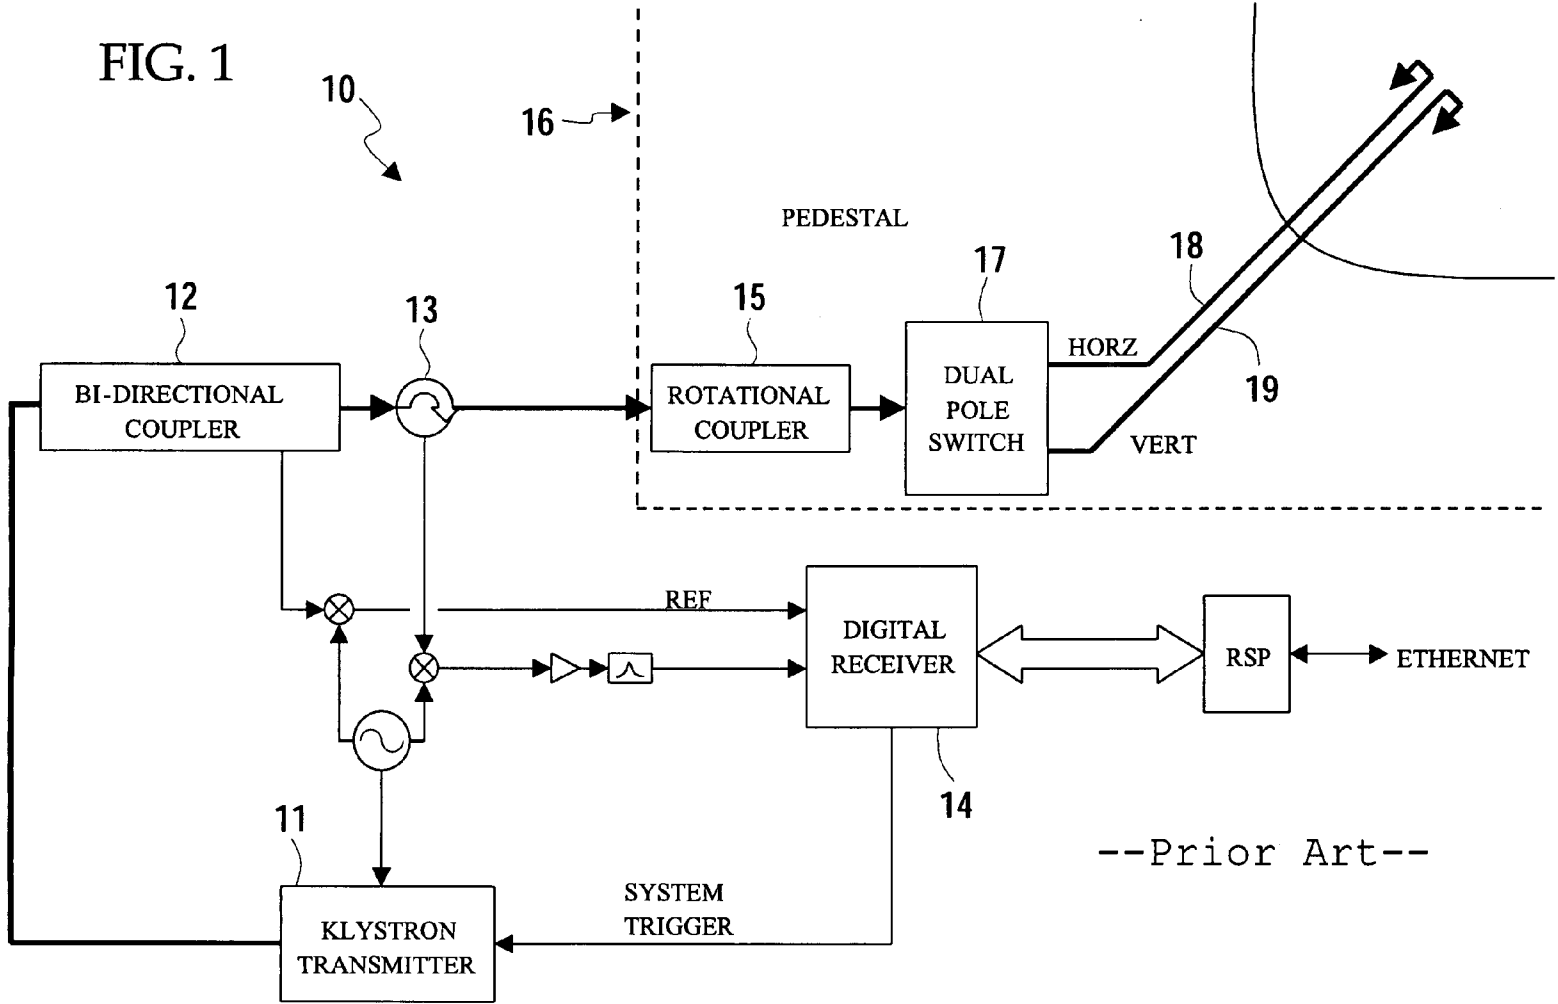 FIG. 1
10
16
PEDESTAL
12
13
15
17
18
19
BI-DIRECTIONAL
COUPLER
ROTATIONAL
COUPLER
DUAL
POLE
SWITCH
HORZ
VERT
REF
DIGITAL
RECEIVER
RSP
ETHERNET
14
11
KLYSTRON
TRANSMITTER
SYSTEM
TRIGGER
--Prior Art--